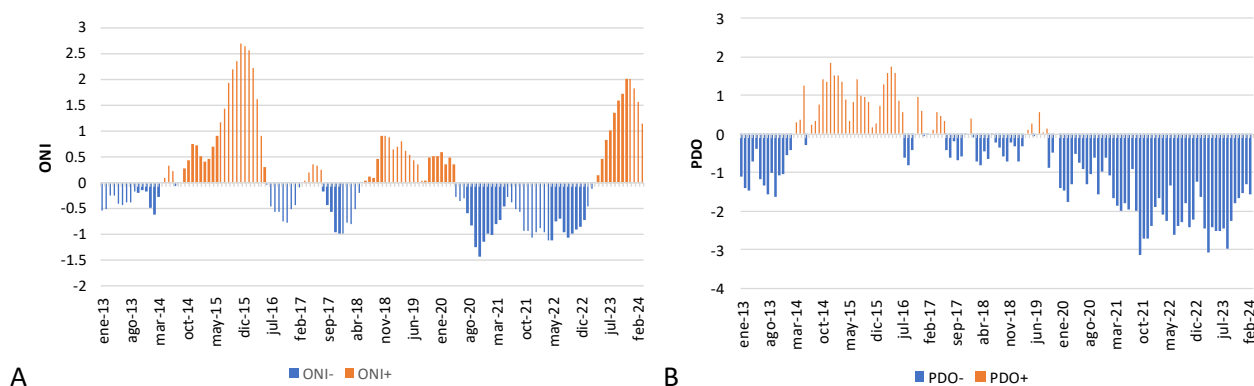 3
2.5
2
1.5
1
0.5
0
-0.5
-1
-1.5
ONI
ene-13
ago-13
mar-14
oct-14
may-15
dic-15
jul-16
feb-17
sep-17
abr-18
nov-18
jun-19
ene-20
ago-20
mar-21
oct-21
may-22
dic-22
jul-23
feb-24
A
ONI- ONI+
3
2
1
0
-1
-2
-3
-4
PDO
ene-13
ago-13
mar-14
oct-14
may-15
dic-15
jul-16
feb-17
sep-17
abr-18
nov-18
jun-19
ene-20
ago-20
mar-21
oct-21
may-22
dic-22
jul-23
feb-24
B
PDO- PDO+